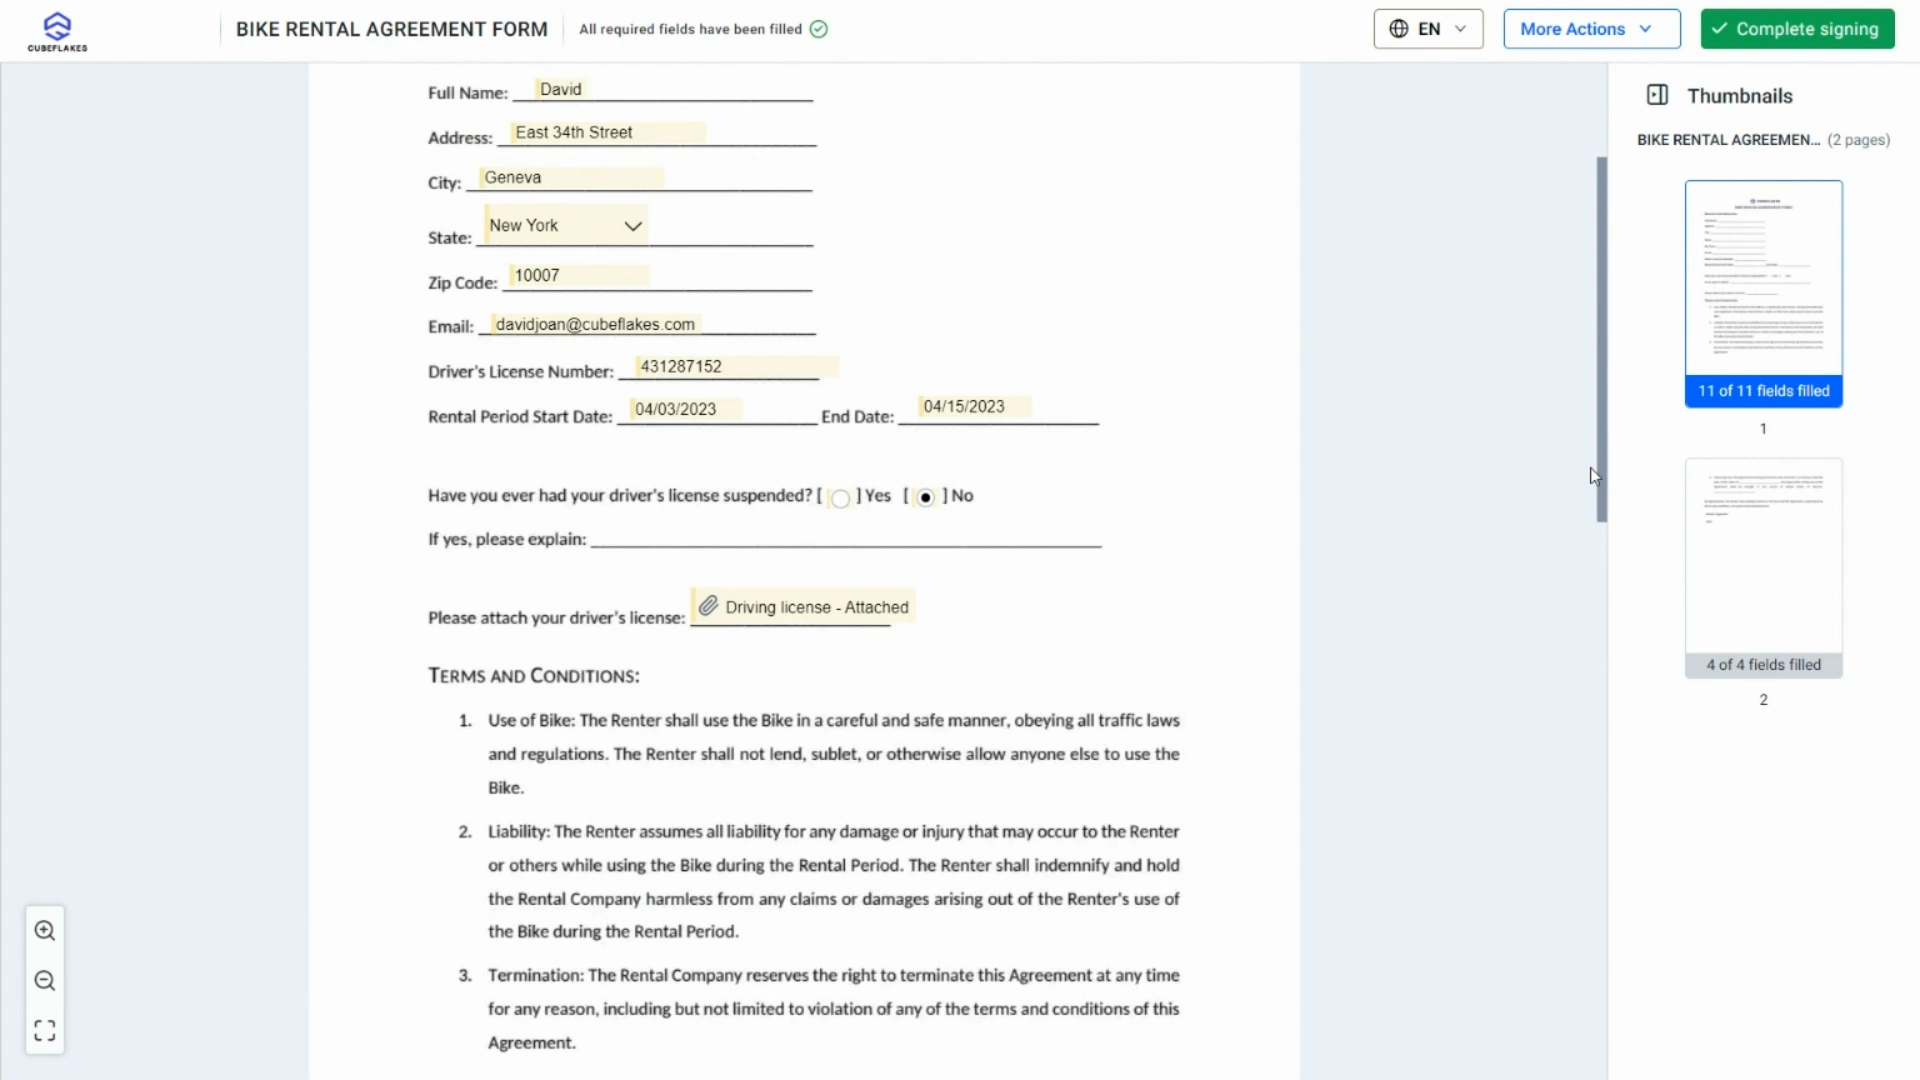 CUBEFLAKES
BIKE RENTAL AGREEMENT FORM
All required fields have been filled
EN
More Actions
Complete signing
Full Name: David
Address: East 34th Street
City: Geneva
State: New York
Zip Code: 10007
Email: davidjoan@cubeflakes.com
Driver's License Number: 431287152
Rental Period Start Date: 04/03/2023 End Date: 04/15/2023
Have you ever had your driver's license suspended? [ ] Yes [ ] No
If yes, please explain:
Please attach your driver's license: Driving license - Attached
TERMS AND CONDITIONS:
1. Use of Bike: The Renter shall use the Bike in a careful and safe manner, obeying all traffic laws
and regulations. The Renter shall not lend, sublet, or otherwise allow anyone else to use the
Bike.
2. Liability: The Renter assumes all liability for any damage or injury that may occur to the Renter
or others while using the Bike during the Rental Period. The Renter shall indemnify and hold
the Rental Company harmless from any claims or damages arising out of the Renter's use of
the Bike during the Rental Period.
3. Termination: The Rental Company reserves the right to terminate this Agreement at any time
for any reason, including but not limited to violation of any of the terms and conditions of this
Agreement.
Thumbnails
BIKE RENTAL AGREEMEN... (2 pages)
11 of 11 fields filled
1
4 of 4 fields filled
2